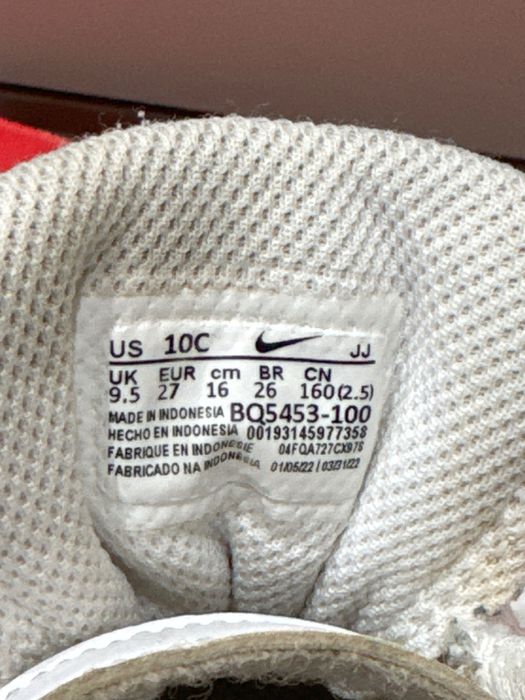 US 10C JJ
UK EUR cm BR CN
9.5 27 16 26 160(2.5)
MADE IN INDONESIA BQ5453-100
HECHO EN INDONESIA 00193145977358
FABRIQUE EN INDONESIE 04FQA727CX976
FABRICADO NA INDONESIA 01/05/22 | 03/31/22